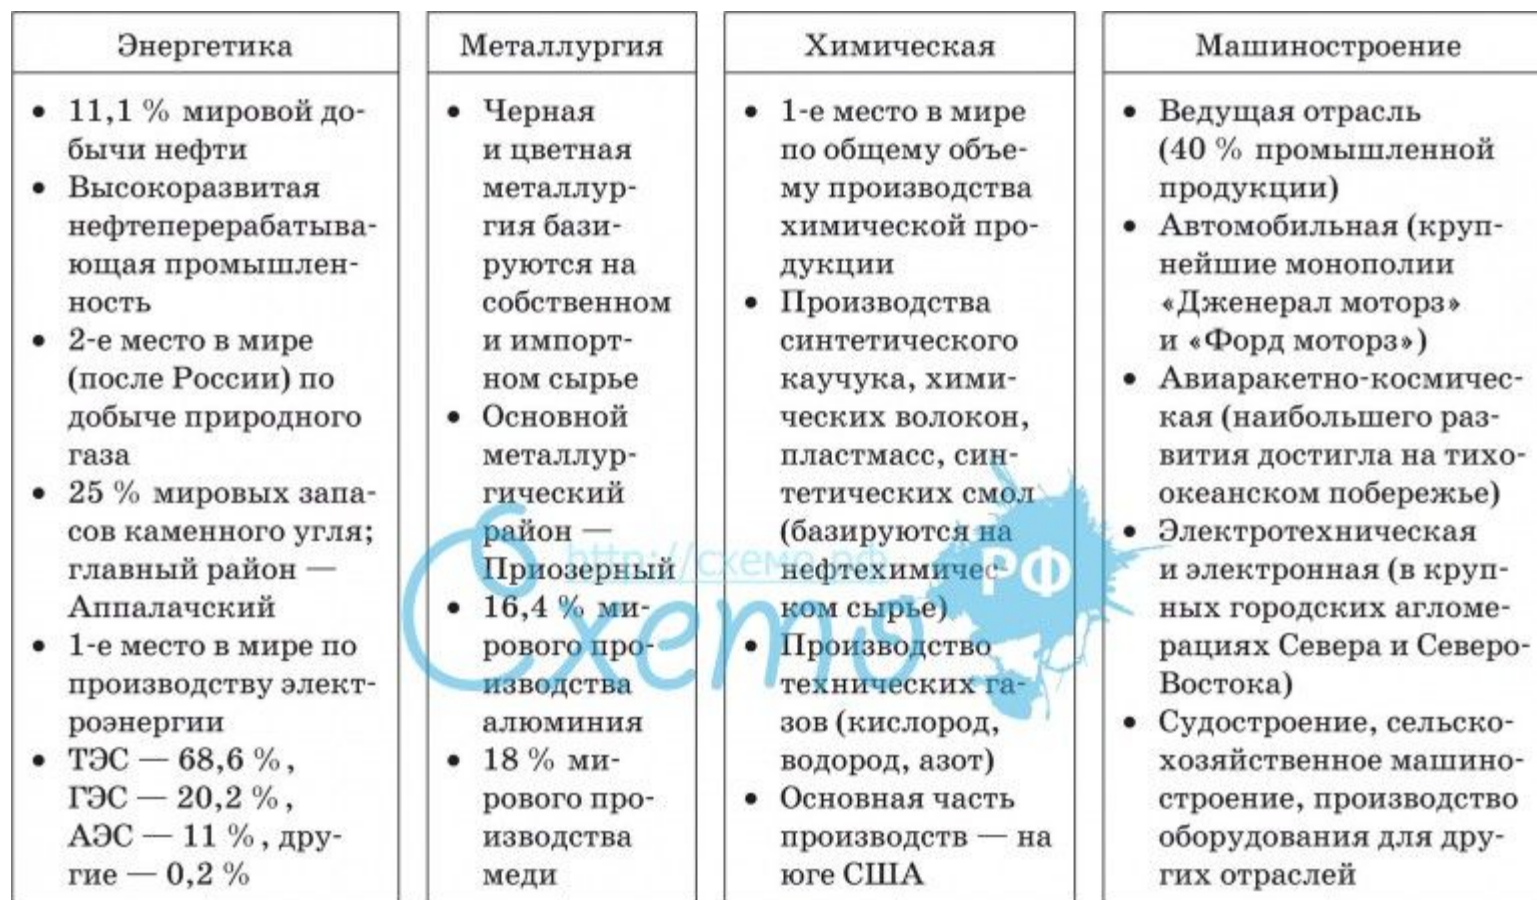 Энергетика
• 11,1 % мировой до-
бычи нефти
• Высокоразвитая
нефтеперерабатыва-
ющая промышлен-
ность
• 2-е место в мире
(после России) по
добыче природного
газа
• 25 % мировых запа-
сов каменного угля;
главный район —
Аппалачский
• 1-е место в мире по
производству элект-
роэнергии
• ТЭС — 68,6 %,
ГЭС — 20,2 %,
АЭС — 11 %, дру-
гие — 0,2 %
Металлургия
• Черная
и цветная
металлур-
гия бази-
руются на
собственном
и импорт-
ном сырье
• Основной
металлур-
гический
район —
Приозерный
• 16,4 % ми-
рового про-
изводства
алюминия
• 18 % ми-
рового про-
изводства
меди
Химическая
• 1-е место в мире
по общему объе-
му производства
химической про-
дукции
• Производства
синтетического
каучука, хими-
ческих волокон,
пластмасс, син-
тетических смол
(базируются на
нефтехимичес-
ком сырье)
• Производство
технических га-
зов (кислород,
водород, азот)
• Основная часть
производств — на
юге США
Машиностроение
• Ведущая отрасль
(40 % промышленной
продукции)
• Автомобильная (круп-
нейшие монополии
«Дженерал моторз»
и «Форд моторз»)
• Авиаракетно-космичес-
кая (наибольшего раз-
вития достигла на тихо-
океанском побережье)
• Электротехническая
и электронная (в круп-
ных городских агломе-
рациях Севера и Северо-
Востока)
• Судостроение, сельско-
хозяйственное машино-
строение, производство
оборудования для дру-
гих отраслей
http://схемо.рф
Схемо
РФ